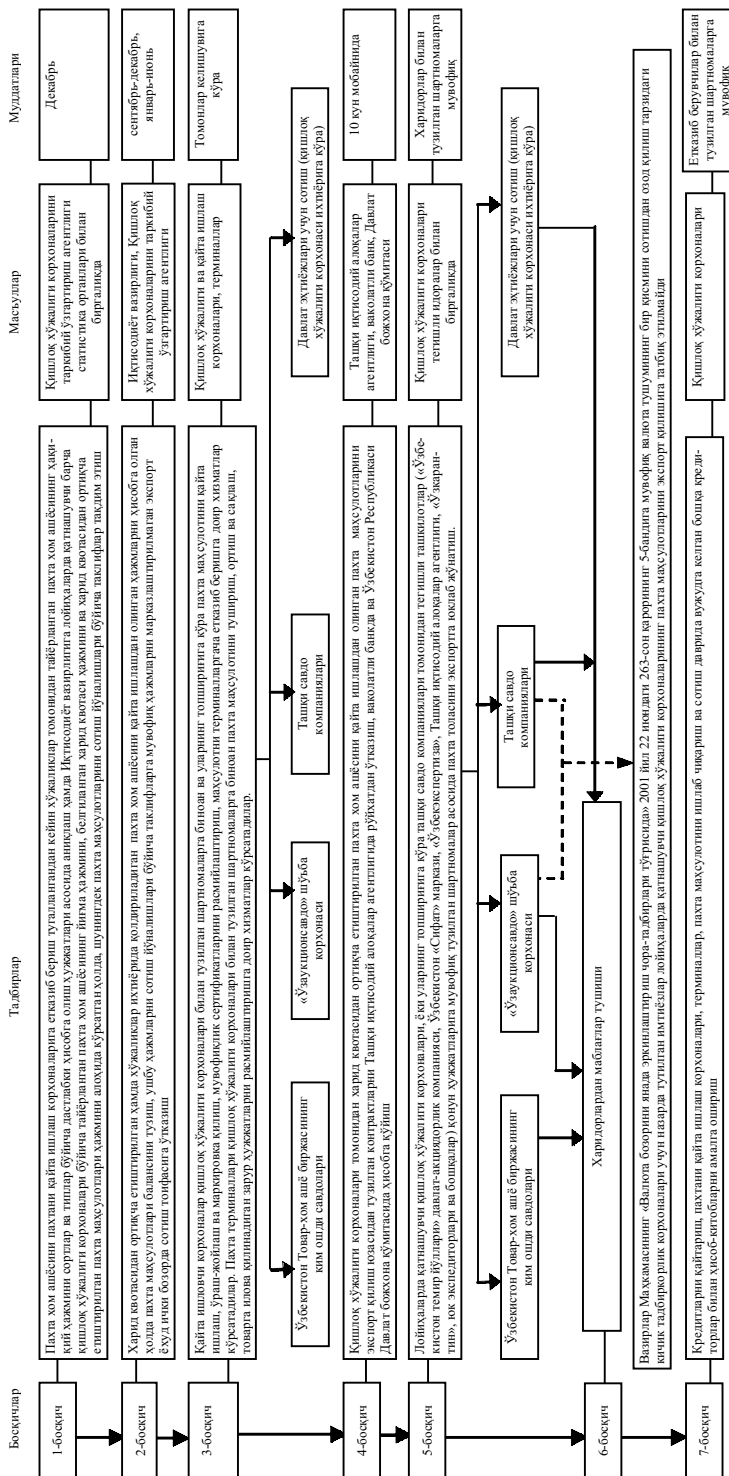 Босқичлар
Тадбирлар
Масъуллар
Муддатлари
1-босқич
Пахта хом ашёсини пахтани қайта ишлаш корхоналарига етказиб бериш тугаллангандан кейин хўжаликлар томонидан тайёрланган пахта хом ашёсининг ҳақи-
қий ҳажмини сортлар ва типлар бўйича дастлабки ҳисобга олиш ҳужжатлари асосида аниқлаш ҳамда Иқтисодиёт вазирлигига лойиҳаларда қатнашувчи барча
қишлоқ хўжалиги корхоналари бўйича тайёрланган пахта хом ашёсининг йиғма ҳажмини, белгиланган харид квотаси ҳажмини ва харид квотасидан ортиқча
етиштирилган пахта маҳсулотлари ҳажмини алоҳида кўрсатган ҳолда, шунингдек пахта маҳсулотларини сотиш йўналишлари бўйича таклифлар тақдим этиш
Қишлоқ хўжалиги корхоналарини
таркибий ўзгартириш агентлиги
статистика органлари билан
биргаликда
Декабрь
2-босқич
Харид квотасидан ортиқча етиштирилган ҳамда хўжаликлар ихтиёрида қолдириладиган пахта хом ашёсини қайта ишлашдан олинган ҳажмларни ҳисобга олган
ҳолда пахта маҳсулотлари балансини тузиш, ушбу ҳажмларни сотиш йўналишлари бўйича таклифларга мувофиқ ҳажмларни марказлаштирилмаган экспорт
ёхуд ички бозорда сотиш тоифасига ўтказиш
Иқтисодиёт вазирлиги, Қишлоқ
хўжалиги корхоналарини таркибий
ўзгартириш агентлиги
сентябрь-декабрь,
январь-июнь
3-босқич
Қайта ишловчи корхоналар қишлоқ хўжалиги корхоналари билан тузилган шартномаларга биноан ва уларнинг топшириғига кўра пахта маҳсулотини қайта
ишлаш, ўраш-жойлаш ва маркировка қилиш, мувофиқлик сертификатларини расмийлаштириш, маҳсулотни терминалларгача етказиб беришга доир хизматлар
кўрсатадилар. Пахта терминаллари қишлоқ хўжалиги корхоналари билан тузилган шартномаларга биноан пахта маҳсулотини тушириш, ортиш ва сақлаш,
товарга илова қилинадиган зарур ҳужжатларни расмийлаштиришга доир хизматлар кўрсатадилар.
Қишлоқ хўжалиги ва қайта ишлаш
корхоналари, терминаллар
Томонлар келишувига
кўра
Ўзбекистон Товар-хом ашё биржасининг
ким ошди савдолари
«Ўзаукционсавдо» шўъба
корхонаси
Ташқи савдо
компаниялари
Давлат эҳтиёжлари учун сотиш (қишлоқ
хўжалиги корхонаси ихтиёрига кўра)
4-босқич
Қишлоқ хўжалиги корхоналари томонидан харид квотасидан ортиқча етиштирилган пахта хом ашёсини қайта ишлашдан олинган пахта маҳсулотларини
экспорт қилиш юзасидан тузилган контрактларни Ташқи иқтисодий алоқалар агентлигида рўйхатдан ўтказиш, ваколатли банкда ва Ўзбекистон Республикаси
Давлат божхона қўмитасида ҳисобга қўйиш
Ташқи иқтисодий алоқалар
агентлиги, ваколатли банк, Давлат
божхона қўмитаси
10 кун мобайнида
5-босқич
Лойиҳаларда қатнашувчи қишлоқ хўжалиги корхоналари, ёки уларнинг топшириғига кўра ташқи савдо компаниялари томонидан тегишли ташкилотлар («Ўзбе-
кистон темир йўллари» давлат-акциядорлик компанияси, Ўзбекистон «Сифат» маркази, «Ўзбекэкспертиза», Ташқи иқтисодий алоқалар агентлиги, «Ўзкаран-
тин», юк экспедиторлари ва бошқалар) қонун ҳужжатларига мувофиқ тузилган шартномалар асосида пахта толасини экспортга юклаб жўнатиш.
Қишлоқ хўжалиги корхоналари
тегишли идоралар билан
биргаликда
Харидорлар билан
тузилган шартномаларга
мувофиқ
Ўзбекистон Товар-хом ашё биржасининг
ким ошди савдолари
«Ўзаукционсавдо» шўъба
корхонаси
Ташқи савдо
компаниялари
Давлат эҳтиёжлари учун сотиш (қишлоқ
хўжалиги корхонаси ихтиёрига кўра)
6-босқич
Харидорлардан маблағлар тушиши
Вазирлар Маҳкамасининг «Валюта бозорини янада эркинлаштириш чора-тадбирлари тўғрисида» 2001 йил 22 июндаги 263-сон қарорининг 5-бандига мувофиқ валюта тушумининг бир қисмини сотишдан озод қилиш тарзидаги
кичик тадбиркорлик корхоналари учун назарда тутилган имтиёзлар лойиҳаларда қатнашувчи қишлоқ хўжалиги корхоналарининг пахта маҳсулотларини экспорт қилишига татбиқ этилмайди
7-босқич
Кредитларни қайтариш, пахтани қайта ишлаш корхоналари, терминаллар, пахта маҳсулотини ишлаб чиқариш ва сотиш даврида вужудга келган бошқа креди-
торлар билан ҳисоб-китобларни амалга ошириш
Қишлоқ хўжалиги корхоналари
Етказиб берувчилар билан
тузилган шартномаларга
мувофиқ